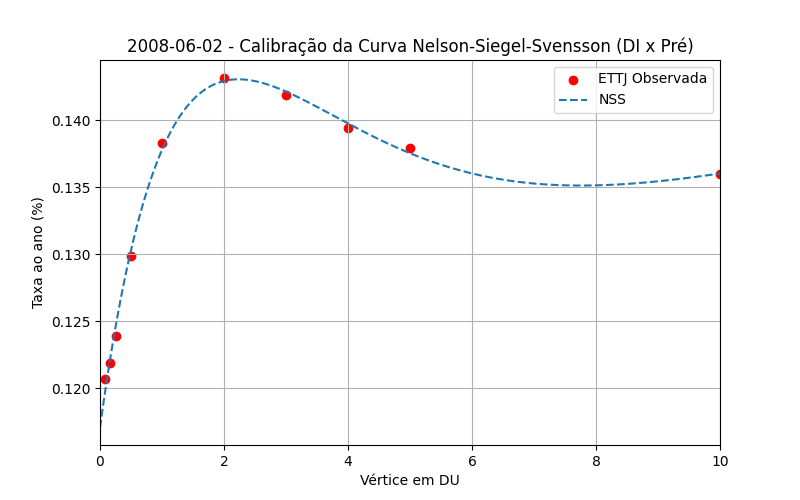 2008-06-02 - Calibração da Curva Nelson-Siegel-Svensson (DI x Pré)
ETTJ Observada
NSS
Taxa ao ano (%)
0.140
0.135
0.130
0.125
0.120
0 2 4 6 8 10
Vértice em DU